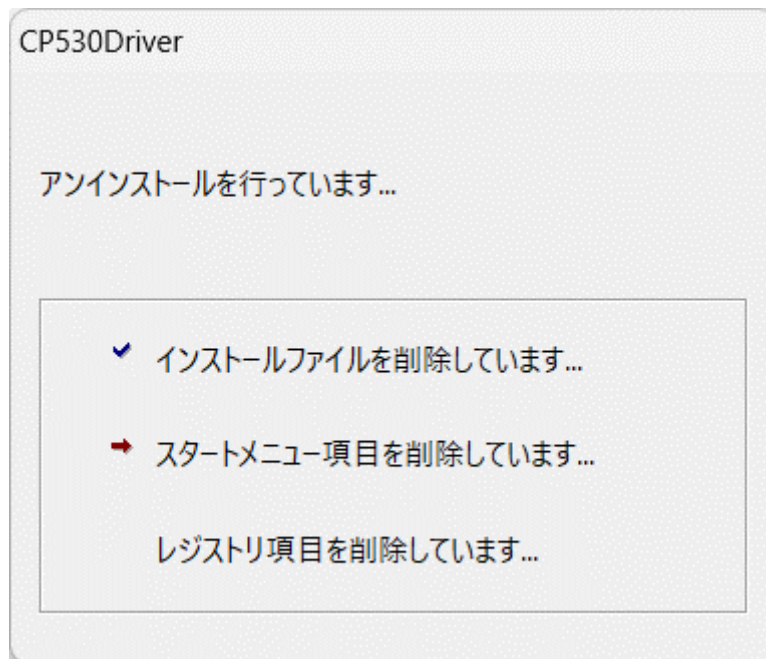 CP530Driver
アンインストールを行っています...
インストールファイルを削除しています...
スタートメニュー項目を削除しています...
レジストリ項目を削除しています...